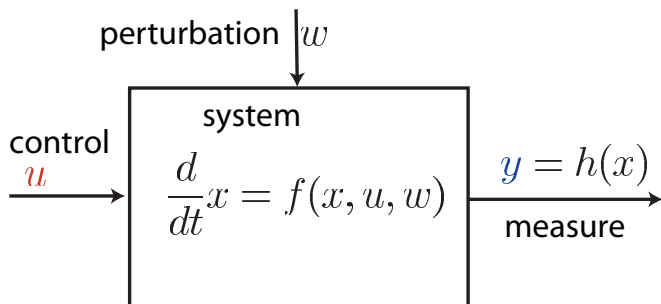 perturbation w
system
control
u
d/dt x = f(x, u, w)
y = h(x)
measure